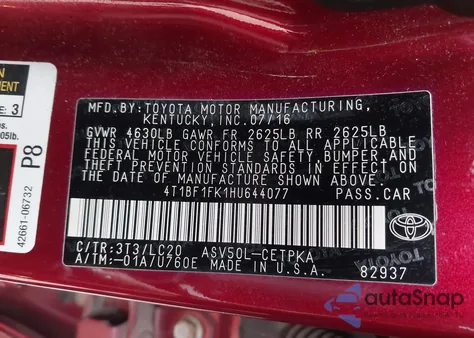 MFD. BY: TOYOTA MOTOR MANUFACTURING,
KENTUCKY, INC. 07/16
GVWR 4630LB GAWR FR 2625LB RR 2625LB
THIS VEHICLE CONFORMS TO ALL APPLICABLE
FEDERAL MOTOR VEHICLE SAFETY, BUMPER, AND
THEFT PREVENTION STANDARDS IN EFFECT ON
THE DATE OF MANUFACTURE SHOWN ABOVE.
4T1BF1FK1HU644077 PASS.CAR
C/TR:3T3/LC20 ASV50L-CETPKA
A/TM:-01A/U760E MADE IN U.S.A.
82937
TOYOTA
P8
42661-06732
3
autoSnap